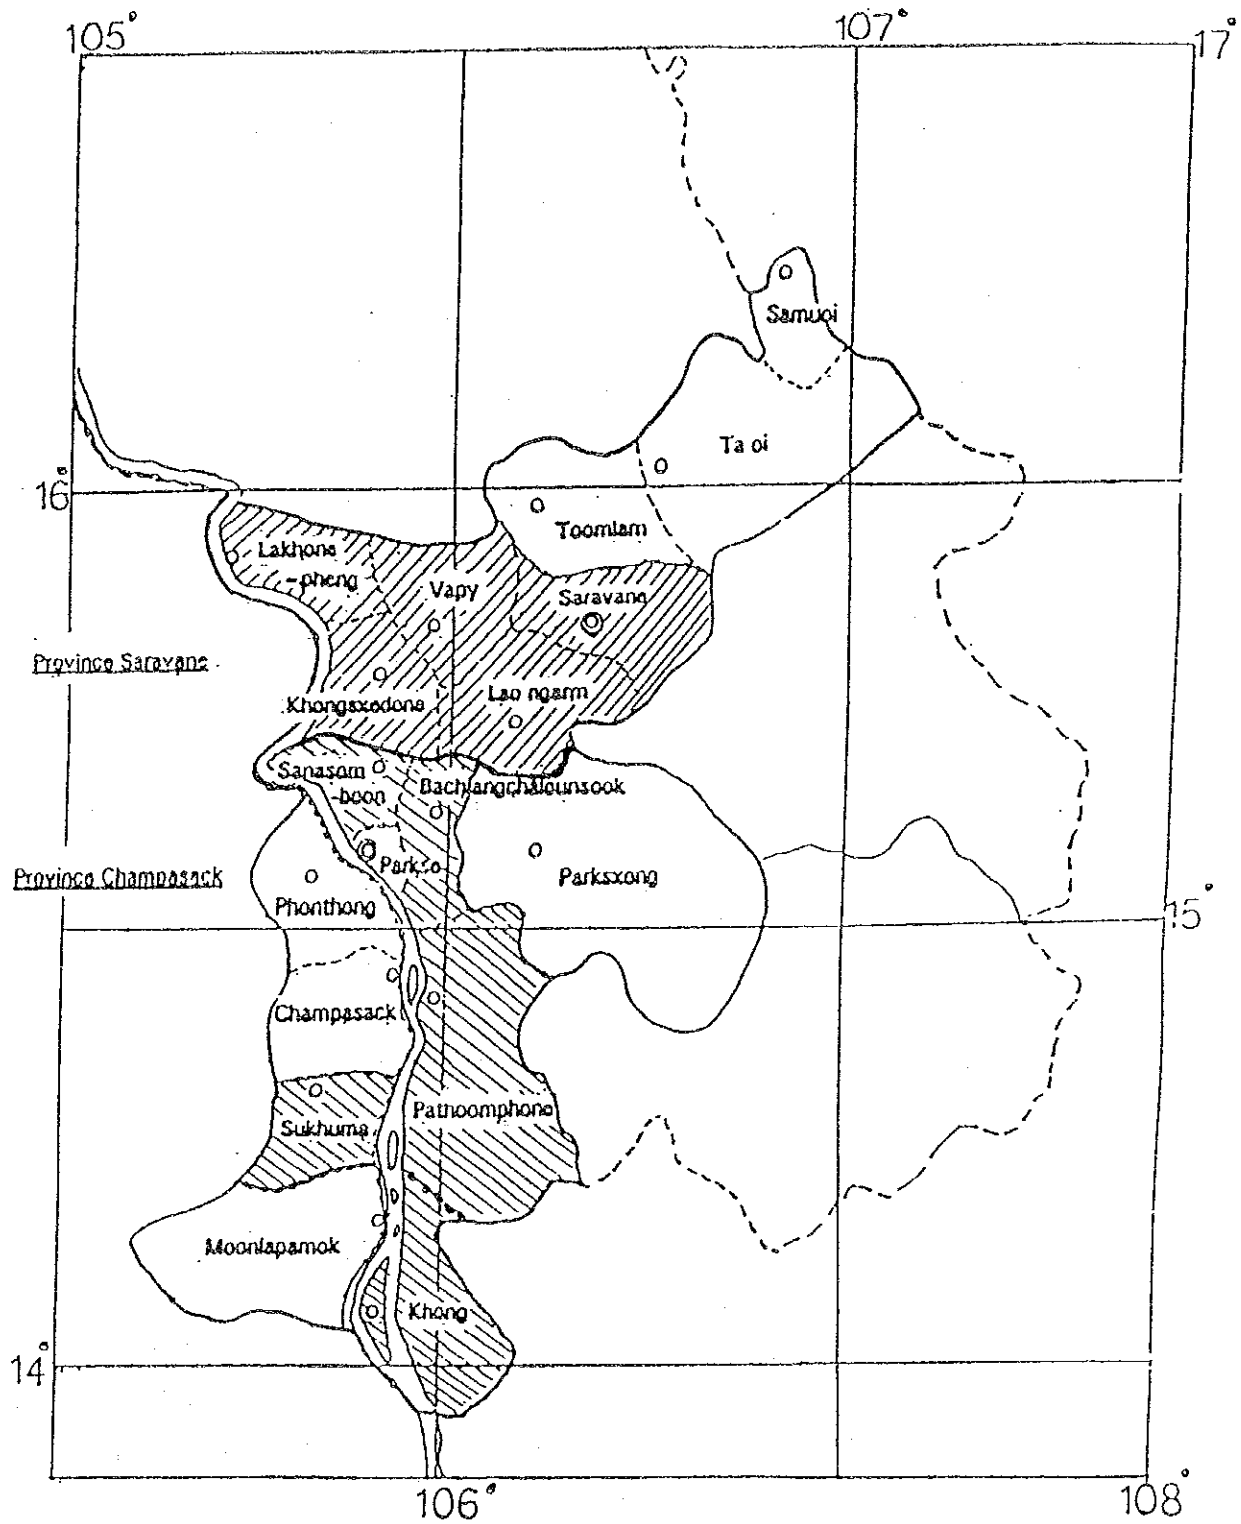 105°
107°
17°
Samuoi
Ta oi
16°
Toomlam
Lakhone
-pheng
Vapy
Saravane
Province Saravane
Lao ngarm
Khongsxedone
Sanasom
-boon
Bachiangchaleunsook
Parkse
Parksxong
Province Champasack
Phonthong
15°
Champasack
Pathoomphone
Sukhuma
Moonlapamok
Khong
14°
106°
108°